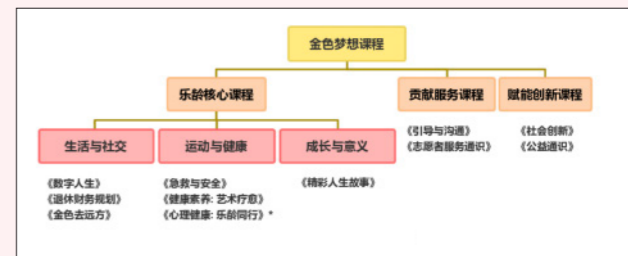 金色梦想课程
乐龄核心课程
贡献服务课程
赋能创新课程
生活与社交
运动与健康
成长与意义
《引导与沟通》
《志愿者服务通识》
《社会创新》
《公益通识》
《数字人生》
《退休财务规划》
《金色去远方》
《急救与安全》
《健康素养: 艺术疗愈》
《心理健康: 乐龄同行》*
《精彩人生故事》